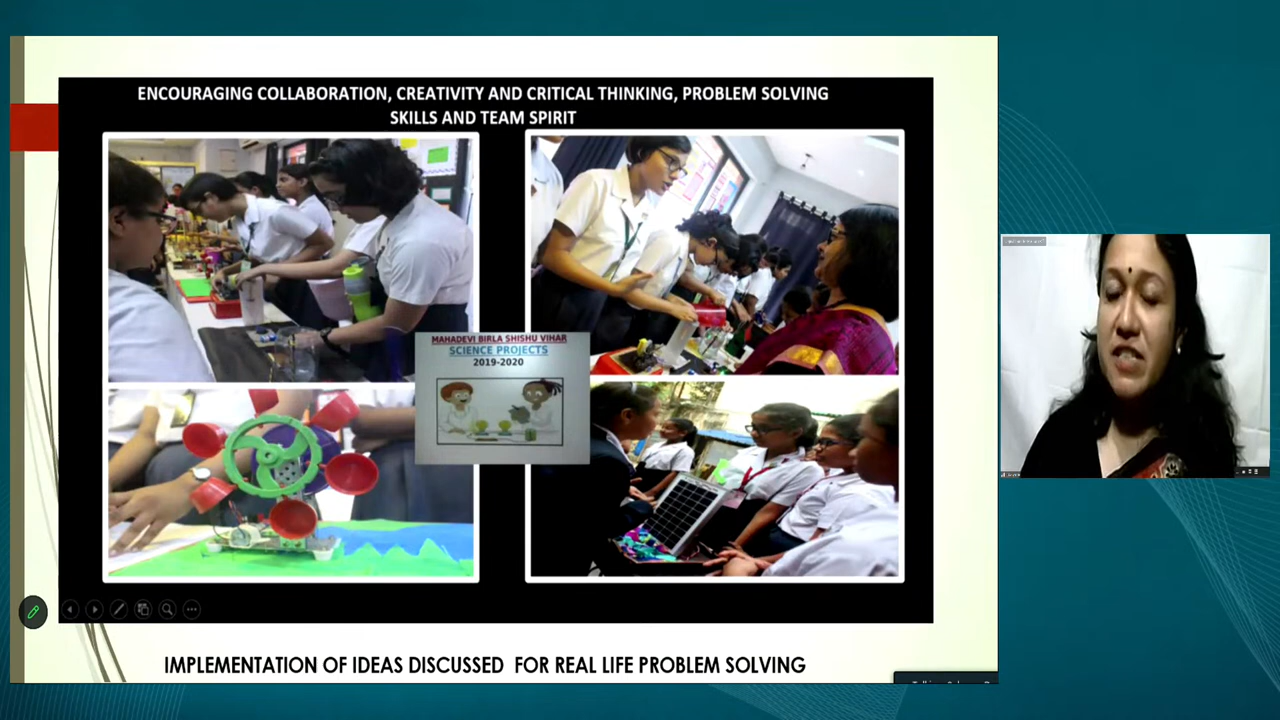 ENCOURAGING COLLABORATION, CREATIVITY AND CRITICAL THINKING, PROBLEM SOLVING
SKILLS AND TEAM SPIRIT
MAHADEVI BIRLA SHISHU VIHAR
SCIENCE PROJECTS
2019-2020
IMPLEMENTATION OF IDEAS DISCUSSED FOR REAL LIFE PROBLEM SOLVING